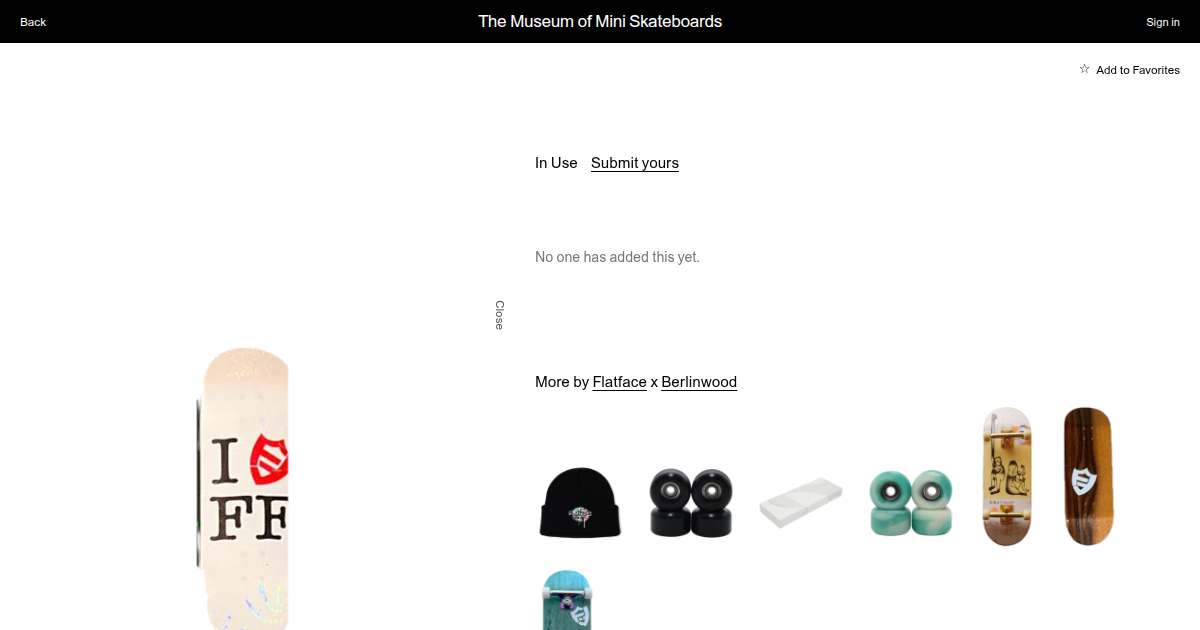 Back
The Museum of Mini Skateboards
Sign in
☆ Add to Favorites
In Use Submit yours
No one has added this yet.
Close
More by Flatface x Berlinwood
I
FF